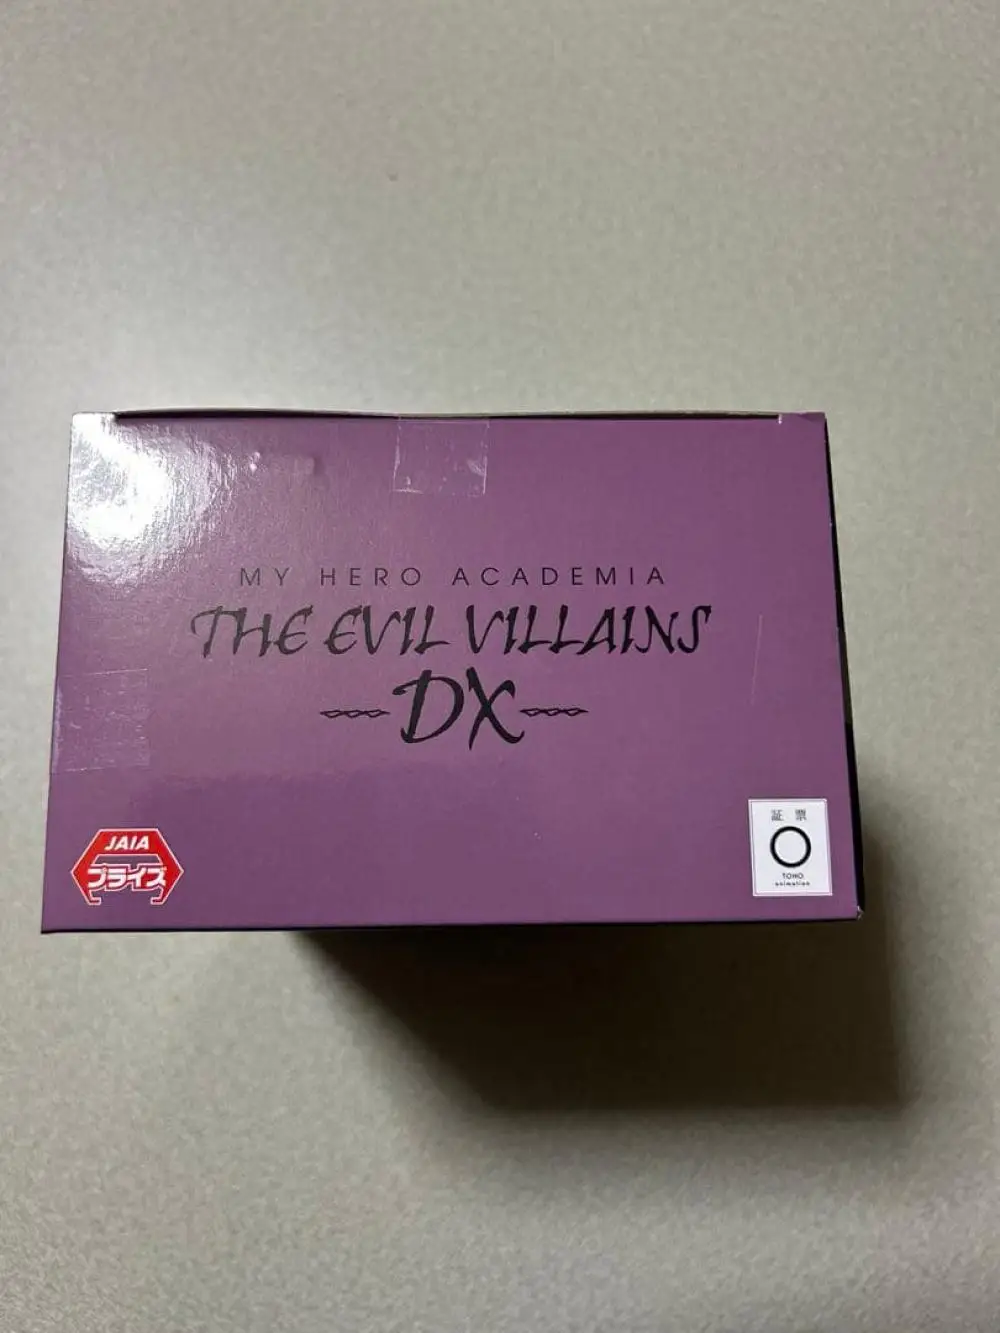 MY HERO ACADEMIA
THE EVIL VILLAINS
DX
JAIA
プライズ
証 票
TOHO
animation